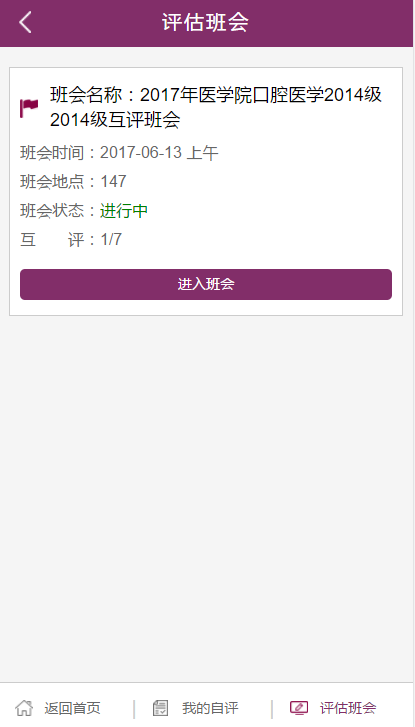 评估班会
班会名称：2017年医学院口腔医学2014级
2014级互评班会
班会时间：2017-06-13 上午
班会地点：147
班会状态：进行中
互　　评：1/7
进入班会
返回首页 | 我的自评 | 评估班会